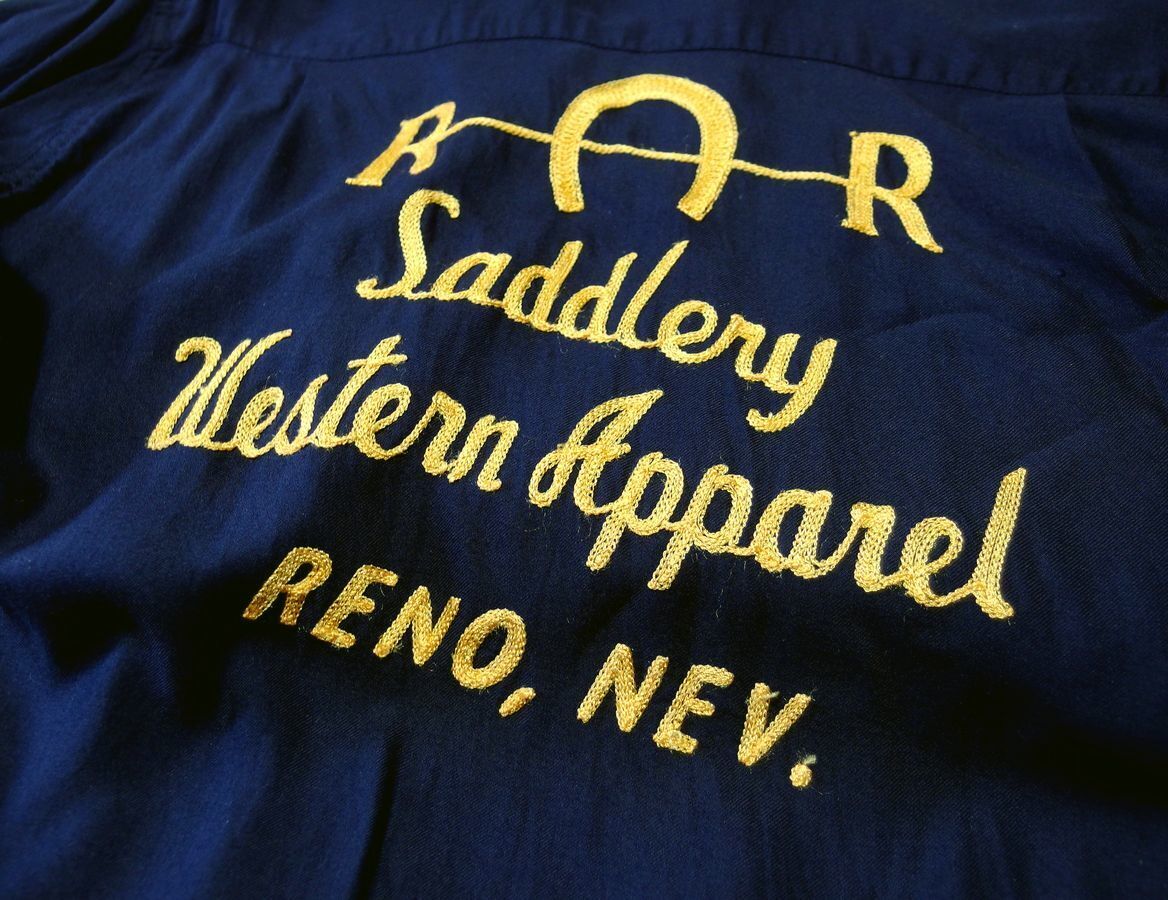 R R
Saddlery
Western Apparel
RENO, NEV.